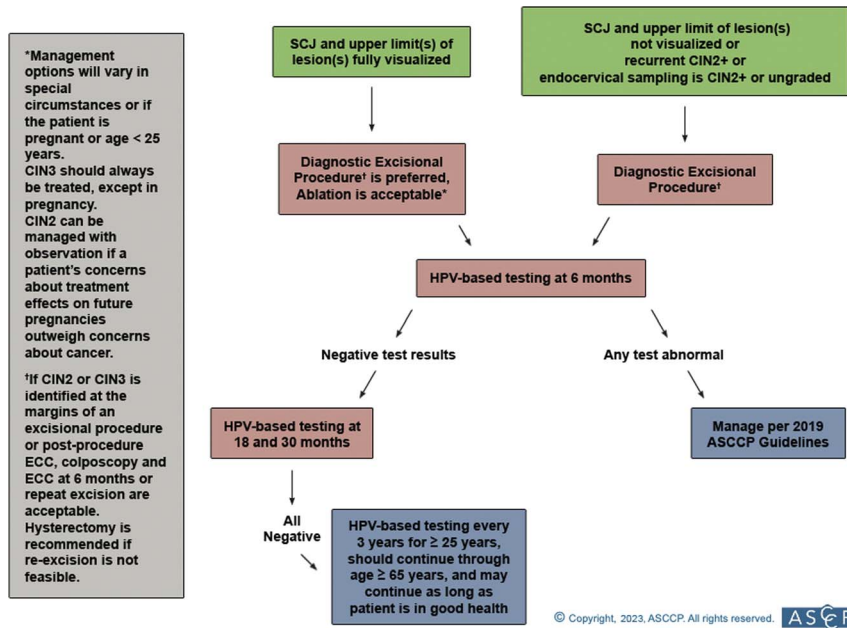 *Management
options will vary in
special
circumstances or if
the patient is
pregnant or age < 25
years.
CIN3 should always
be treated, except in
pregnancy.
CIN2 can be
managed with
observation if a
patient's concerns
about treatment
effects on future
pregnancies
outweigh concerns
about cancer.
†If CIN2 or CIN3 is
identified at the
margins of an
excisional procedure
or post-procedure
ECC, colposcopy and
ECC at 6 months or
repeat excision are
acceptable.
Hysterectomy is
recommended if
re-excision is not
feasible.
SCJ and upper limit(s) of
lesion(s) fully visualized
SCJ and upper limit of lesion(s)
not visualized or
recurrent CIN2+ or
endocervical sampling is CIN2+ or ungraded
Diagnostic Excisional
Procedure† is preferred,
Ablation is acceptable*
Diagnostic Excisional
Procedure†
HPV-based testing at 6 months
Negative test results
Any test abnormal
HPV-based testing at
18 and 30 months
Manage per 2019
ASCCP Guidelines
All
Negative
HPV-based testing every
3 years for ≥ 25 years,
should continue through
age ≥ 65 years, and may
continue as long as
patient is in good health
© Copyright, 2023, ASCCP. All rights reserved.
ASCCP